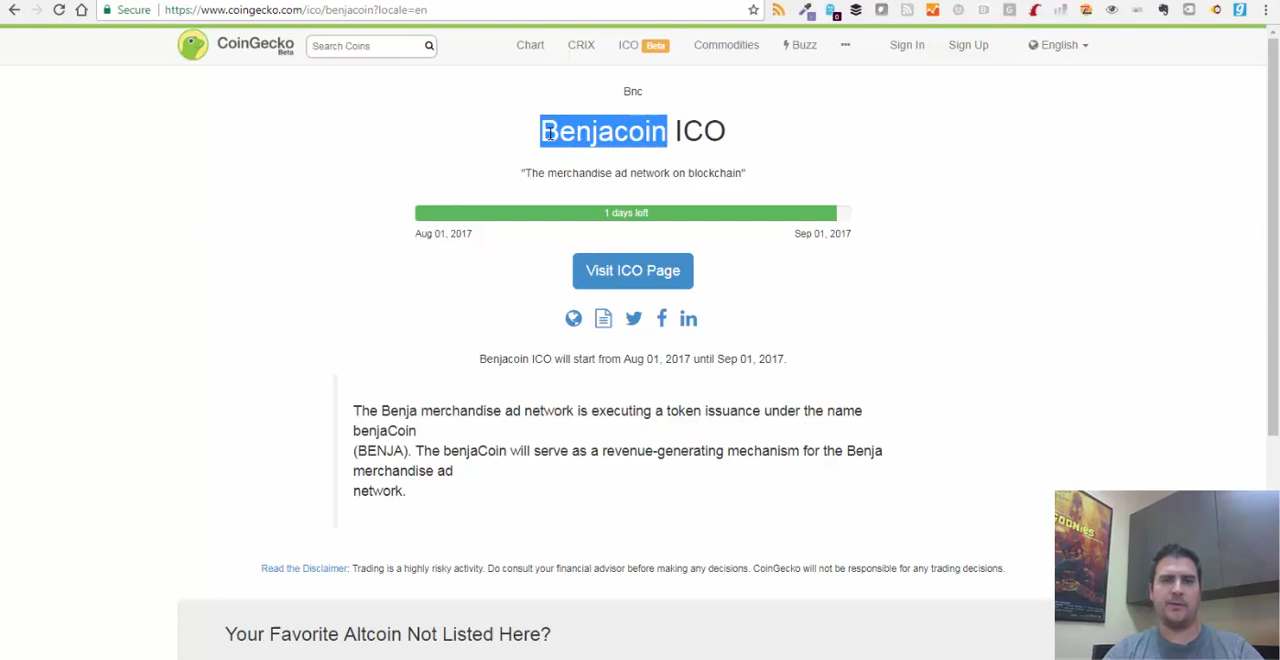 Secure https://www.coingecko.com/ico/benjacoin?locale=en
CoinGecko
Beta
Search Coins
Chart CRIX ICO Beta Commodities Buzz Sign In Sign Up English
Bnc
Benjacoin ICO
"The merchandise ad network on blockchain"
1 days left
Aug 01, 2017 Sep 01, 2017
Visit ICO Page
Benjacoin ICO will start from Aug 01, 2017 until Sep 01, 2017.
The Benja merchandise ad network is executing a token issuance under the name
benjaCoin
(BENJA). The benjaCoin will serve as a revenue-generating mechanism for the Benja
merchandise ad
network.
Read the Disclaimer: Trading is a highly risky activity. Do consult your financial advisor before making any decisions. CoinGecko will not be responsible for any trading decisions.
Your Favorite Altcoin Not Listed Here?
GOONIES